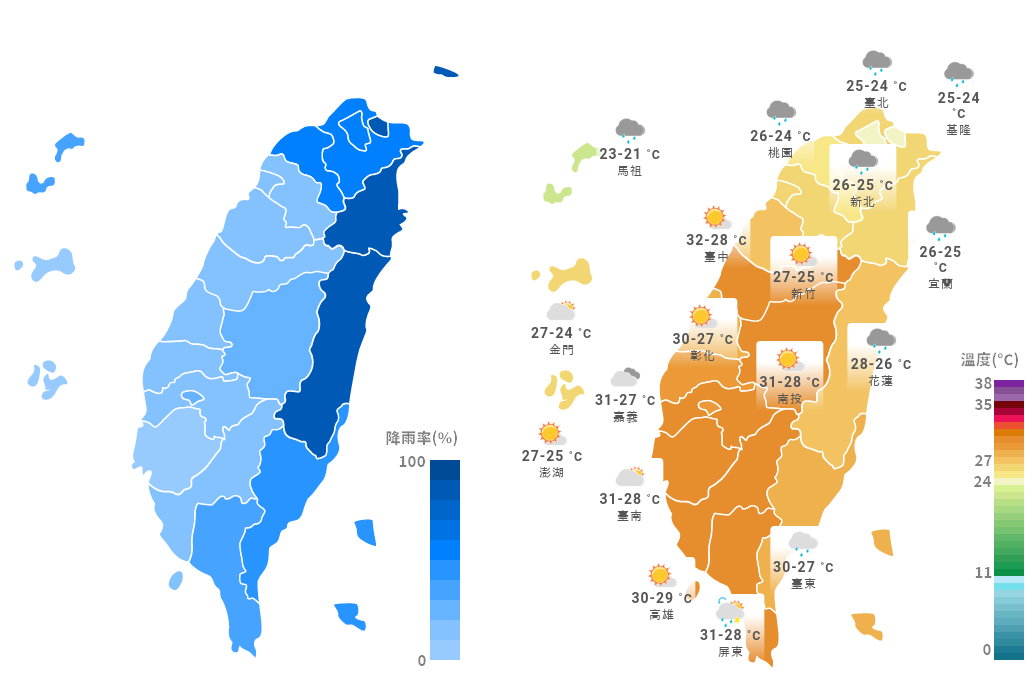 25-24 °C
臺北
25-24
°C
基隆
26-24 °C
桃園
23-21 °C
馬祖
26-25 °C
新北
32-28 °C
臺中
26-25
°C
宜蘭
27-25 °C
新竹
27-24 °C
金門
30-27 °C
彰化
28-26 °C
花蓮
31-28 °C
南投
31-27 °C
嘉義
27-25 °C
澎湖
31-28 °C
臺南
30-27 °C
臺東
30-29 °C
高雄
31-28 °C
屏東
降雨率(%)
100
0
溫度(°C)
38
35
27
24
11
0